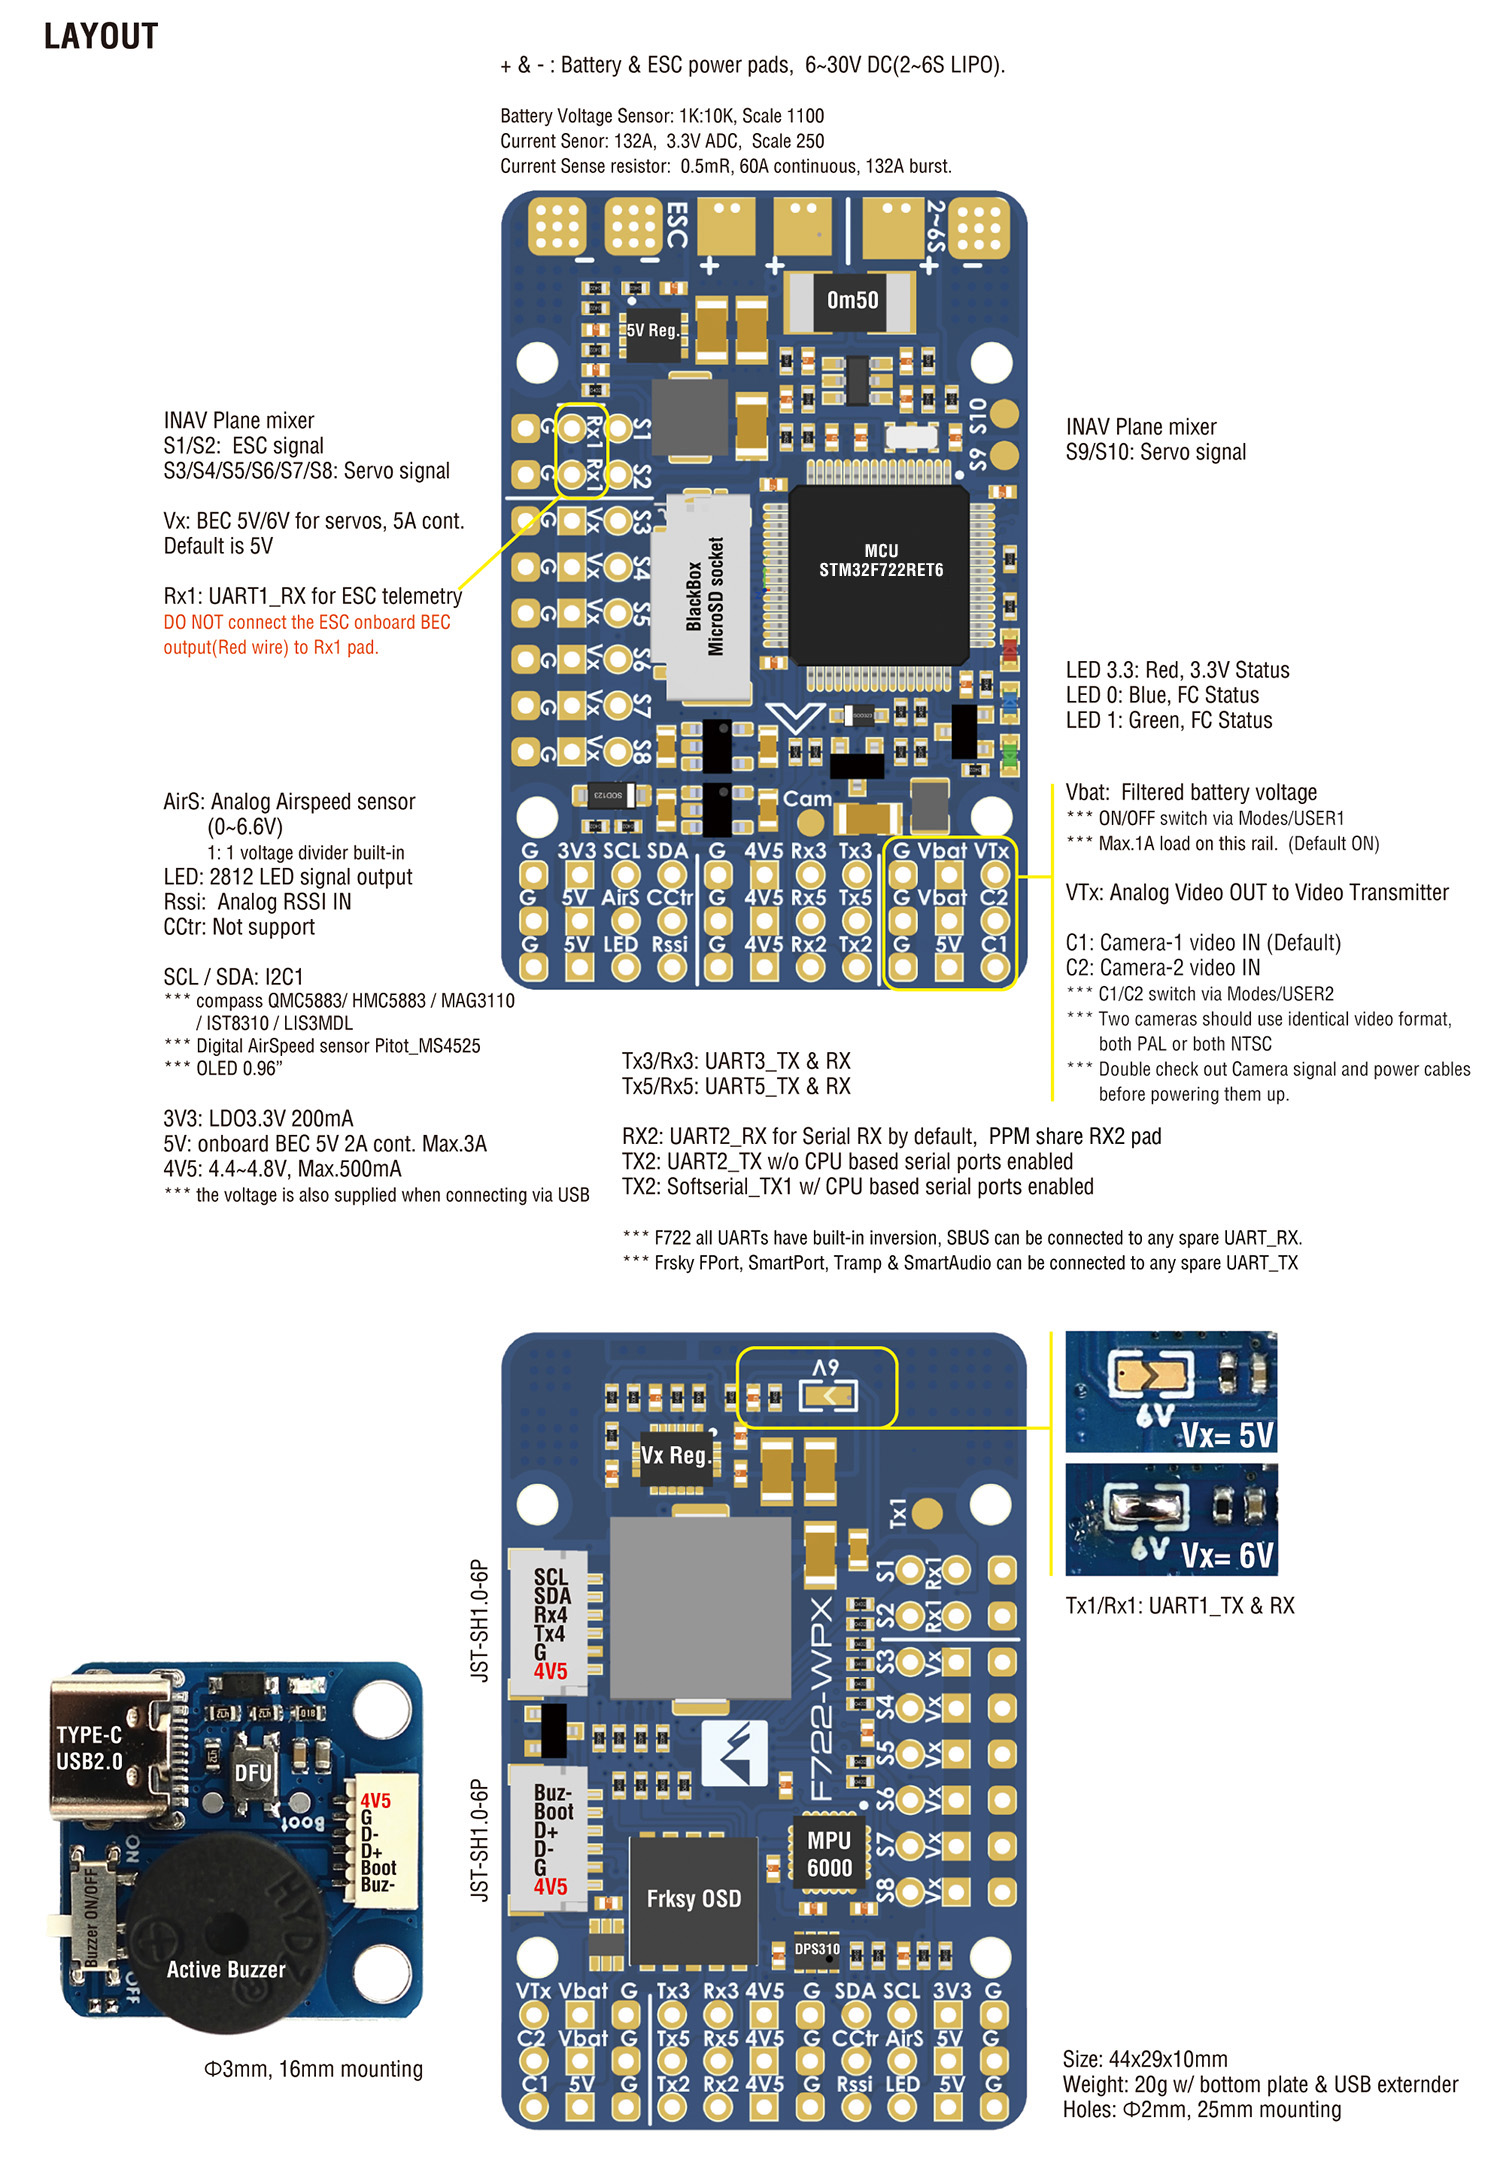 LAYOUT
+ & - : Battery & ESC power pads,  6~30V DC(2~6S LIPO).
Battery Voltage Sensor: 1K:10K, Scale 1100
Current Senor: 132A,  3.3V ADC,  Scale 250
Current Sense resistor:  0.5mR, 60A continuous, 132A burst.
ESC
2~6S
- - + + + -
0m50
5V Reg.
S10
S9
G Rx1 S1
G Rx1 S2
G Vx S3
G Vx S4
G Vx S5
G Vx S6
G Vx S7
G Vx S8
BlackBox
MicroSD socket
MCU
STM32F722RET6
SOD123
Cam
G 3V3 SCL SDA G 4V5 Rx3 Tx3 G Vbat VTx
G 5V AirS CCtr G 4V5 Rx5 Tx5 G Vbat C2
G 5V LED Rssi G 4V5 Rx2 Tx2 G 5V C1
INAV Plane mixer
S1/S2:  ESC signal
S3/S4/S5/S6/S7/S8: Servo signal
Vx: BEC 5V/6V for servos, 5A cont.
Default is 5V
Rx1: UART1_RX for ESC telemetry
DO NOT connect the ESC onboard BEC
output(Red wire) to Rx1 pad.
AirS: Analog Airspeed sensor
(0~6.6V)
1: 1 voltage divider built-in
LED: 2812 LED signal output
Rssi:  Analog RSSI IN
CCtr: Not support
SCL / SDA: I2C1
*** compass QMC5883/ HMC5883 / MAG3110
/ IST8310 / LIS3MDL
*** Digital AirSpeed sensor Pitot_MS4525
*** OLED 0.96”
3V3: LDO3.3V 200mA
5V: onboard BEC 5V 2A cont. Max.3A
4V5: 4.4~4.8V, Max.500mA
*** the voltage is also supplied when connecting via USB
INAV Plane mixer
S9/S10: Servo signal
LED 3.3: Red, 3.3V Status
LED 0: Blue, FC Status
LED 1: Green, FC Status
Vbat:  Filtered battery voltage
*** ON/OFF switch via Modes/USER1
*** Max.1A load on this rail.  (Default ON)
VTx: Analog Video OUT to Video Transmitter
C1: Camera-1 video IN (Default)
C2: Camera-2 video IN
*** C1/C2 switch via Modes/USER2
*** Two cameras should use identical video format,
both PAL or both NTSC
*** Double check out Camera signal and power cables
before powering them up.
Tx3/Rx3: UART3_TX & RX
Tx5/Rx5: UART5_TX & RX
RX2: UART2_RX for Serial RX by default,  PPM share RX2 pad
TX2: UART2_TX w/o CPU based serial ports enabled
TX2: Softserial_TX1 w/ CPU based serial ports enabled
*** F722 all UARTs have built-in inversion, SBUS can be connected to any spare UART_RX.
*** Frsky FPort, SmartPort, Tramp & SmartAudio can be connected to any spare UART_TX
6V
Vx Reg.
Tx1
S1 Rx1
S2 Rx1
S3 Vx
S4 Vx
S5 Vx
S6 Vx
S7 Vx
S8 Vx
F722-WPX
JST-SH1.0-6P
SCL
SDA
Rx4
Tx4
G
4V5
JST-SH1.0-6P
Buz-
Boot
D+
D-
G
4V5
Frksy OSD
MPU
6000
DPS310
VTx Vbat G Tx3 Rx3 4V5 G SDA SCL 3V3 G
C2 Vbat G Tx5 Rx5 4V5 G CCtr AirS 5V G
C1 5V G Tx2 Rx2 4V5 G Rssi LED 5V G
6V
Vx= 5V
6V
Vx= 6V
Tx1/Rx1: UART1_TX & RX
TYPE-C
USB2.0
DFU
Boot
4V5
G
D-
D+
Boot
Buz-
ON
Buzzer ON/OFF
OFF
HYDZ
Active Buzzer
Φ3mm, 16mm mounting
Size: 44x29x10mm
Weight: 20g w/ bottom plate & USB externder
Holes: Φ2mm, 25mm mounting